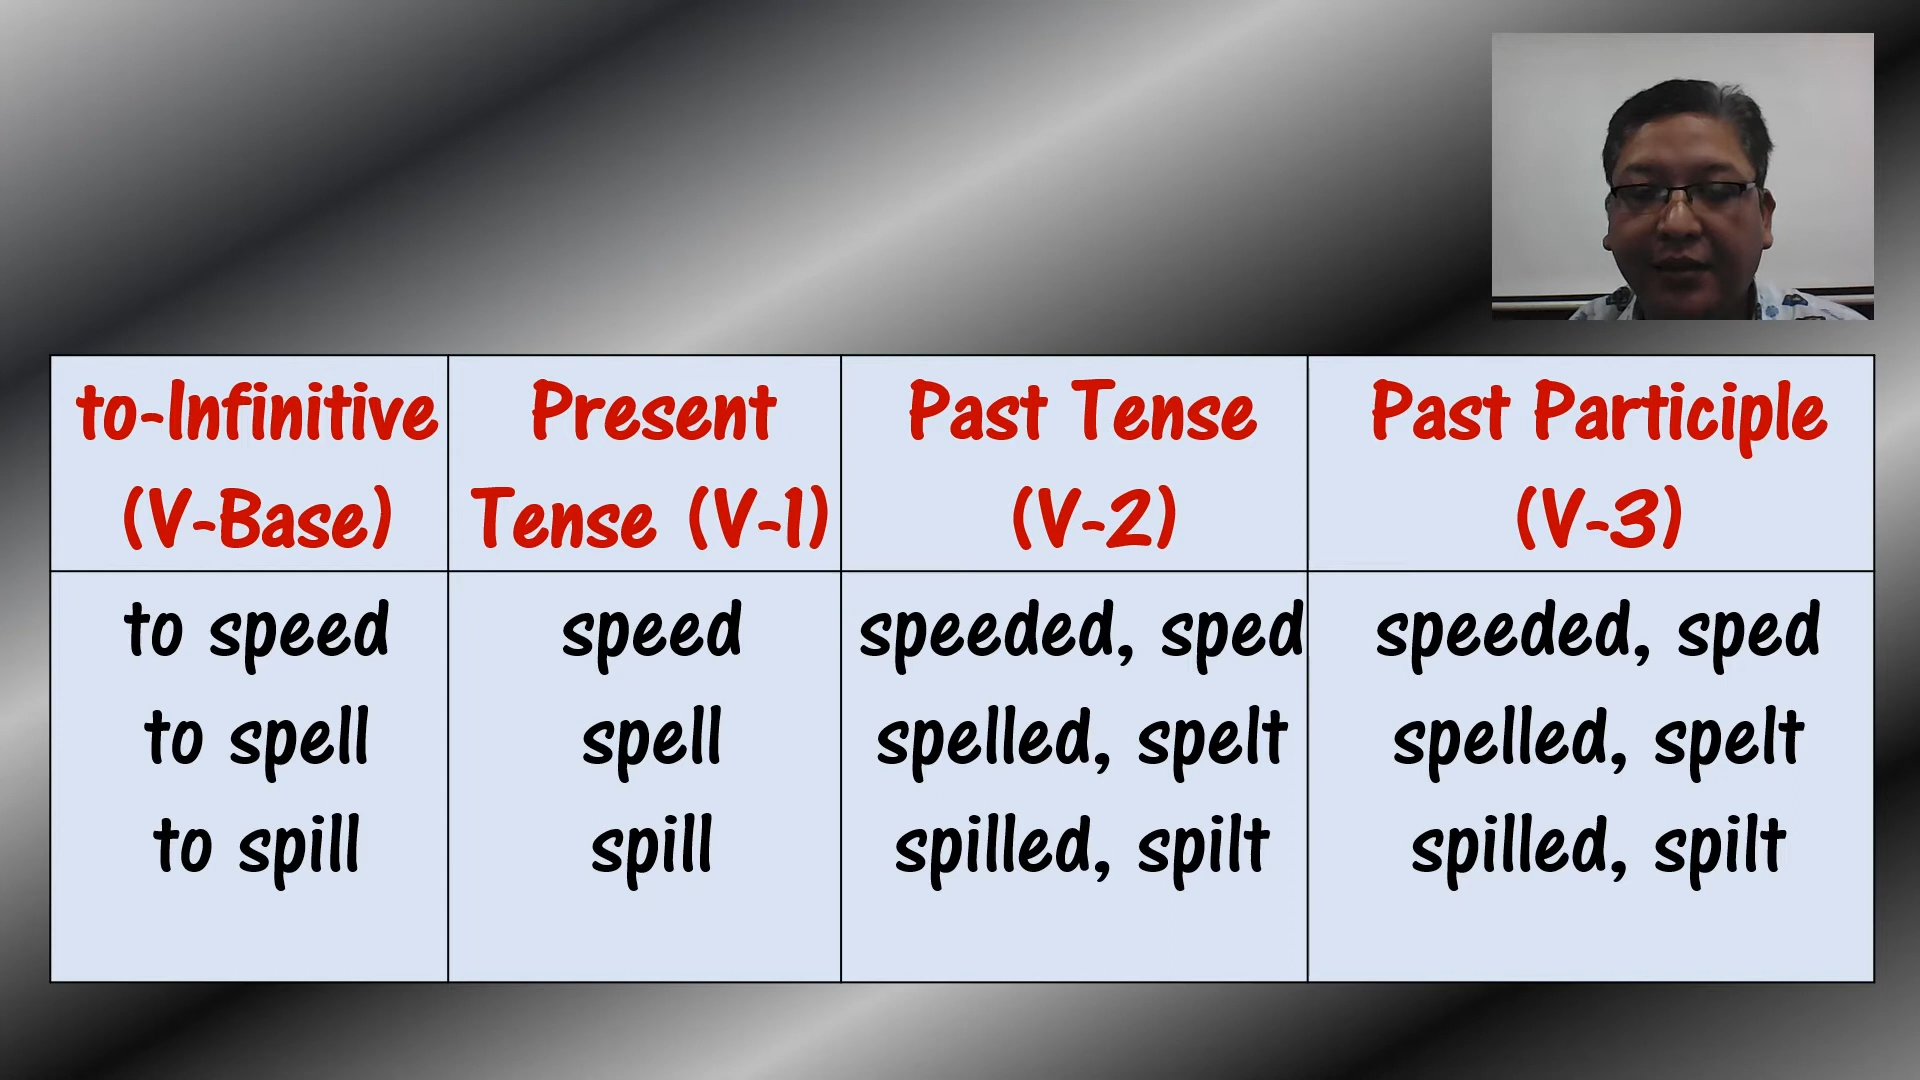 to-Infinitive (V-Base)
Present Tense (V-1)
Past Tense (V-2)
Past Participle (V-3)
to speed speed speeded, sped speeded, sped
to spell spell spelled, spelt spelled, spelt
to spill spill spilled, spilt spilled, spilt